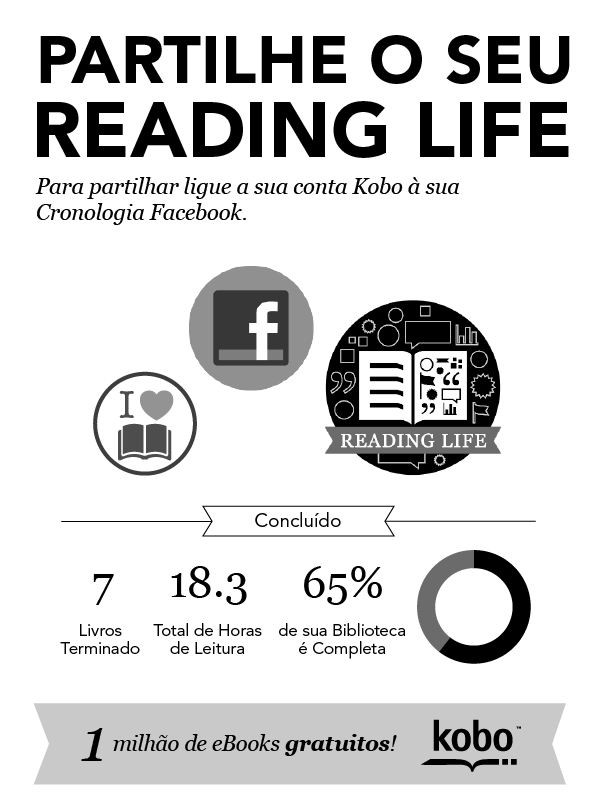 PARTILHE O SEU
READING LIFE
Para partilhar ligue a sua conta Kobo à sua
Cronologia Facebook.
f
I
READING LIFE
Concluído
7
Livros
Terminado
18.3
Total de Horas
de Leitura
65%
de sua Biblioteca
é Completa
1 milhão de eBooks gratuitos!
kobo™